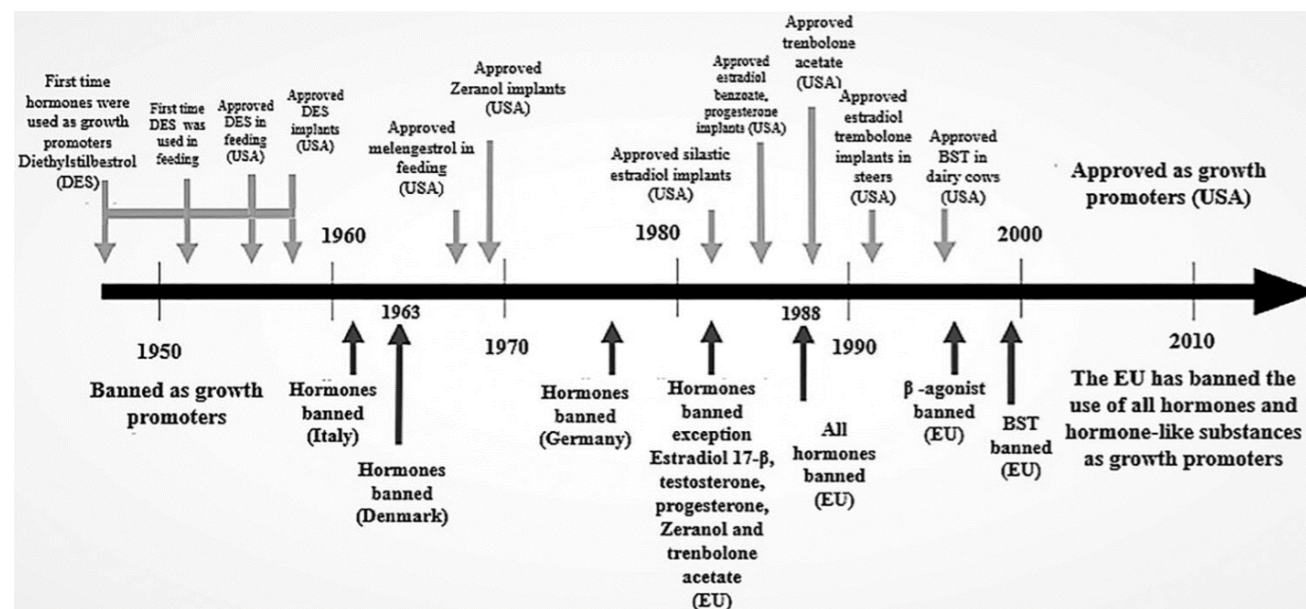 First time
hormones were
used as growth
promoters
Diethylstilbestrol
(DES)
First time
DES was
used in
feeding
Approved
DES in
feeding
(USA)
Approved
DES
implants
(USA)
Approved
melengestrol in
feeding
(USA)
Approved
Zeranol implants
(USA)
Approved silastic
estradiol implants
(USA)
Approved
estradiol
benzoate,
progesterone
implants (USA)
Approved
trenbolone
acetate
(USA)
Approved
estradiol
trembolone
implants in
steers
(USA)
Approved
BST in
dairy cows
(USA)
Approved as growth
promoters (USA)
1960
1980
2000
1963
1988
1950
1970
1990
2010
Banned as growth
promoters
Hormones
banned
(Italy)
Hormones
banned
(Denmark)
Hormones
banned
(Germany)
Hormones
banned
exception
Estradiol 17-β,
testosterone,
progesterone,
Zeranol and
trenbolone
acetate
(EU)
All
hormones
banned
(EU)
β -agonist
banned
(EU)
BST
banned
(EU)
The EU has banned the
use of all hormones and
hormone-like substances
as growth promoters